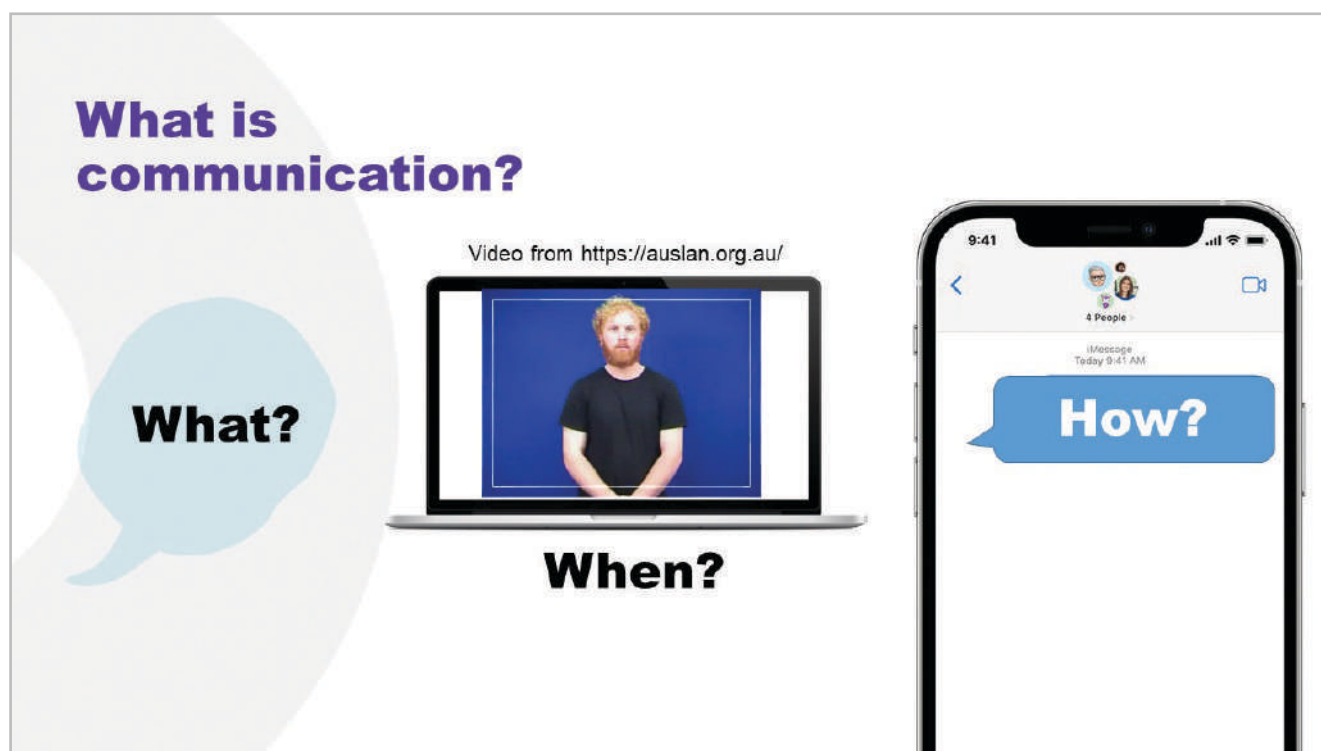 What is
communication?
Video from https://auslan.org.au/
What?
When?
9:41
4 People
iMessage
Today 9:41 AM
How?